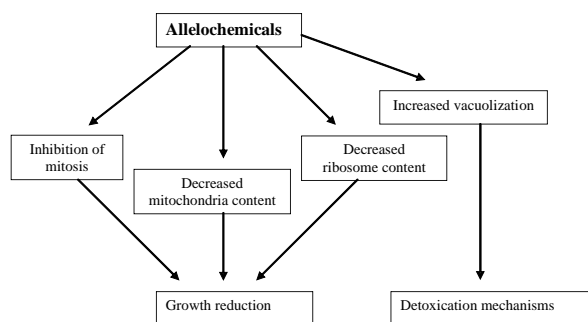 Allelochemicals
Increased vacuolization
Inhibition of
mitosis
Decreased
ribosome content
Decreased
mitochondria content
Growth reduction
Detoxication mechanisms